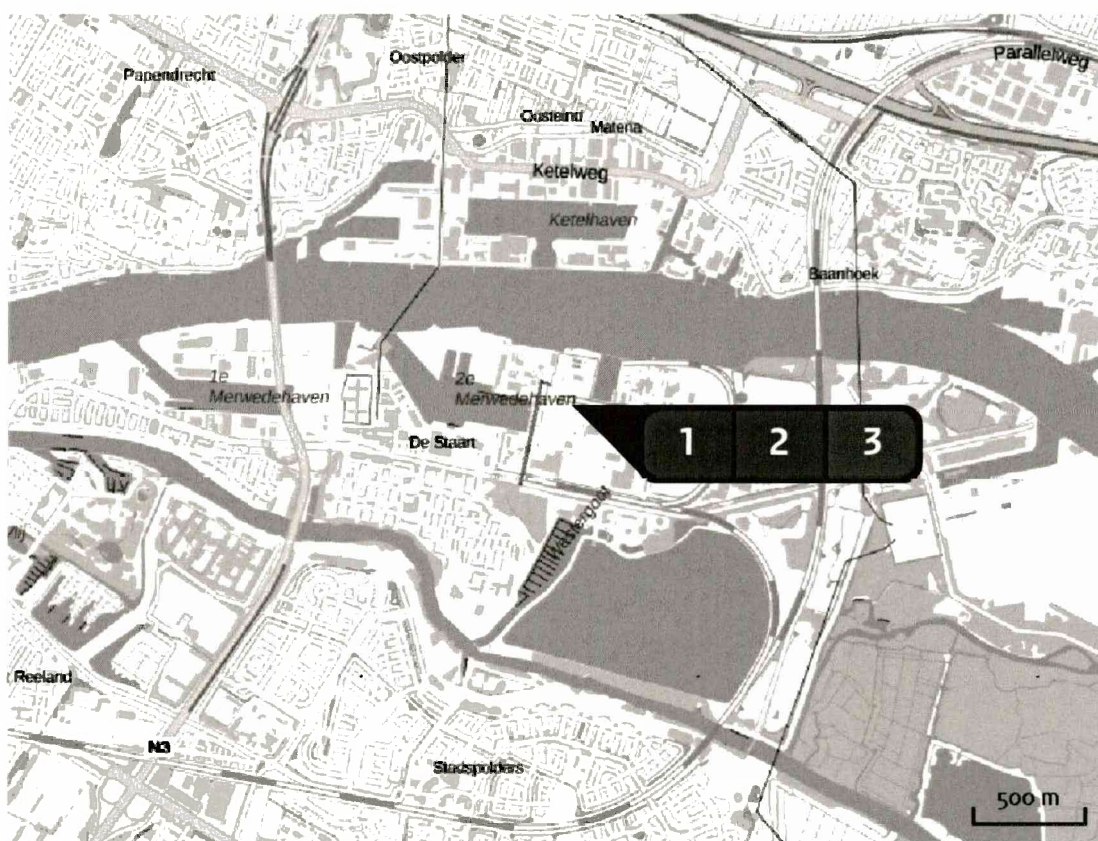 Parallelweg
Oostpolder
Papendrecht
Oosteind
Matena
Ketelweg
Ketelhaven
Baanhoek
1e
Merwedehaven
2e
Merwedehaven
1 2 3
De Staart
Wastergoot
Reeland
N3
Stadspolders
500 m